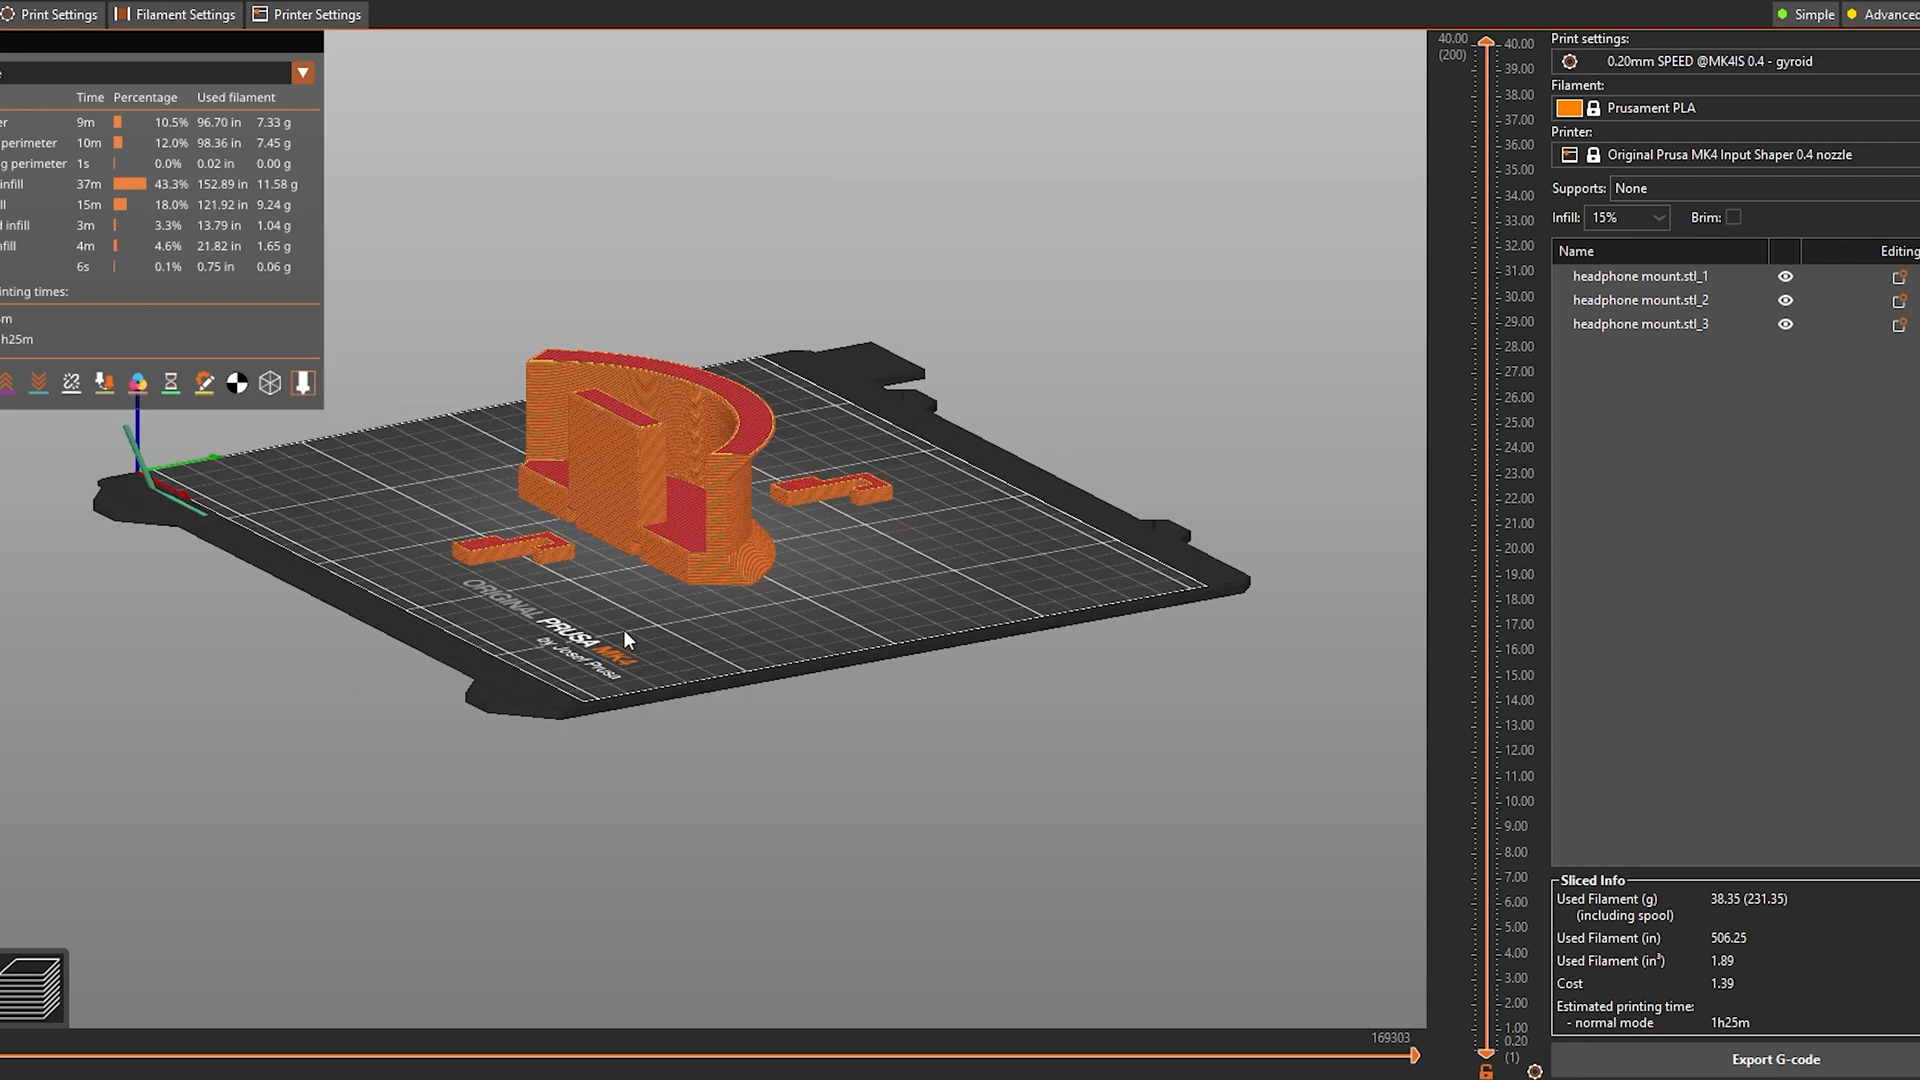 Print Settings
Filament Settings
Printer Settings
Simple
Advanced
e
Time Percentage Used filament
er 9m 10.5% 96.70 in 7.33 g
perimeter 10m 12.0% 98.36 in 7.45 g
g perimeter 1s 0.0% 0.02 in 0.00 g
infill 37m 43.3% 152.89 in 11.58 g
ll 15m 18.0% 121.92 in 9.24 g
d infill 3m 3.3% 13.79 in 1.04 g
nfill 4m 4.6% 21.82 in 1.65 g
6s 0.1% 0.75 in 0.06 g
inting times:
m
h25m
ORIGINAL PRUSA MK4
by Josef Prusa
169303
40.00
(200)
40.00
39.00
38.00
37.00
36.00
35.00
34.00
33.00
32.00
31.00
30.00
29.00
28.00
27.00
26.00
25.00
24.00
23.00
22.00
21.00
20.00
19.00
18.00
17.00
16.00
15.00
14.00
13.00
12.00
11.00
10.00
9.00
8.00
7.00
6.00
5.00
4.00
3.00
2.00
1.00
0.20
(1)
Print settings:
0.20mm SPEED @MK4IS 0.4 - gyroid
Filament:
Prusament PLA
Printer:
Original Prusa MK4 Input Shaper 0.4 nozzle
Supports: None
Infill: 15% Brim:
Name Editing
headphone mount.stl_1
headphone mount.stl_2
headphone mount.stl_3
Sliced Info
Used Filament (g) 38.35 (231.35)
(including spool)
Used Filament (in) 506.25
Used Filament (in³) 1.89
Cost 1.39
Estimated printing time:
- normal mode 1h25m
Export G-code